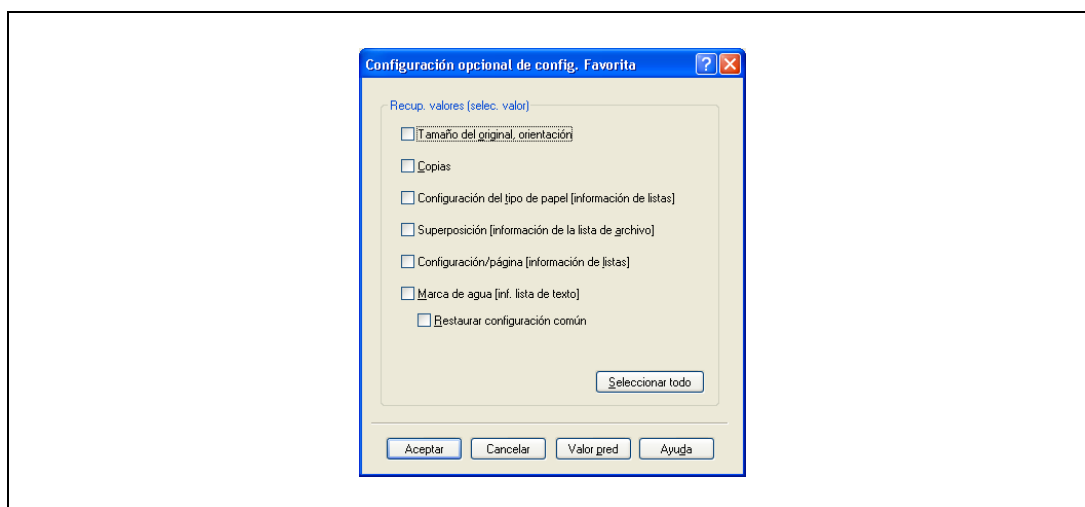 Configuración opcional de config. Favorita
Recup. valores (selec. valor)
Tamaño del original, orientación
Copias
Configuración del tipo de papel [información de listas]
Superposición [información de la lista de archivo]
Configuración/página [información de listas]
Marca de agua [inf. lista de texto]
Restaurar configuración común
Seleccionar todo
Aceptar Cancelar Valor pred Ayuda